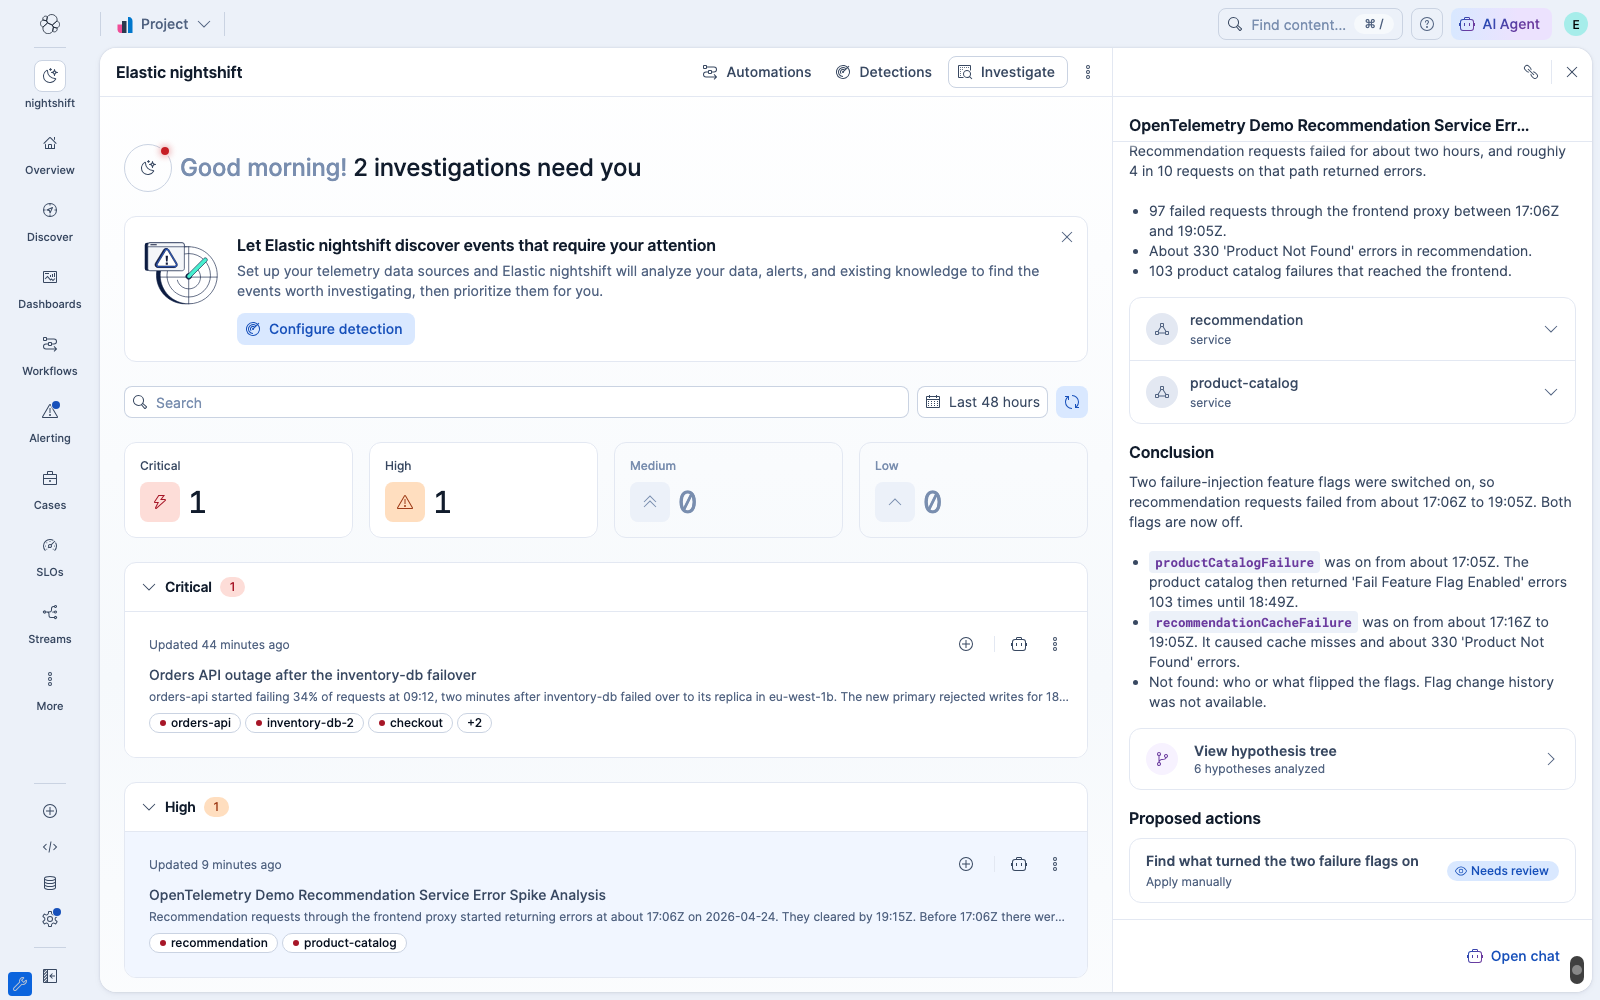 Project
Find content...
⌘ /
AI Agent
E
nightshift
Overview
Discover
Dashboards
Workflows
Alerting
Cases
SLOs
Streams
More
Elastic nightshift
Automations
Detections
Investigate
Good morning! 2 investigations need you
Let Elastic nightshift discover events that require your attention
Set up your telemetry data sources and Elastic nightshift will analyze your data, alerts, and existing knowledge to find the
events worth investigating, then prioritize them for you.
Configure detection
Search
Last 48 hours
Critical
1
High
1
Medium
0
Low
0
Critical 1
Updated 44 minutes ago
Orders API outage after the inventory-db failover
orders-api started failing 34% of requests at 09:12, two minutes after inventory-db failed over to its replica in eu-west-1b. The new primary rejected writes for 18...
orders-api
inventory-db-2
checkout
+2
High 1
Updated 9 minutes ago
OpenTelemetry Demo Recommendation Service Error Spike Analysis
Recommendation requests through the frontend proxy started returning errors at about 17:06Z on 2026-04-24. They cleared by 19:15Z. Before 17:06Z there wer...
recommendation
product-catalog
OpenTelemetry Demo Recommendation Service Err...
Recommendation requests failed for about two hours, and roughly
4 in 10 requests on that path returned errors.
97 failed requests through the frontend proxy between 17:06Z
and 19:05Z.
About 330 'Product Not Found' errors in recommendation.
103 product catalog failures that reached the frontend.
recommendation
service
product-catalog
service
Conclusion
Two failure-injection feature flags were switched on, so
recommendation requests failed from about 17:06Z to 19:05Z. Both
flags are now off.
productCatalogFailure was on from about 17:05Z. The
product catalog then returned 'Fail Feature Flag Enabled' errors
103 times until 18:49Z.
recommendationCacheFailure was on from about 17:16Z to
19:05Z. It caused cache misses and about 330 'Product Not
Found' errors.
Not found: who or what flipped the flags. Flag change history
was not available.
View hypothesis tree
6 hypotheses analyzed
Proposed actions
Find what turned the two failure flags on
Apply manually
Needs review
Open chat